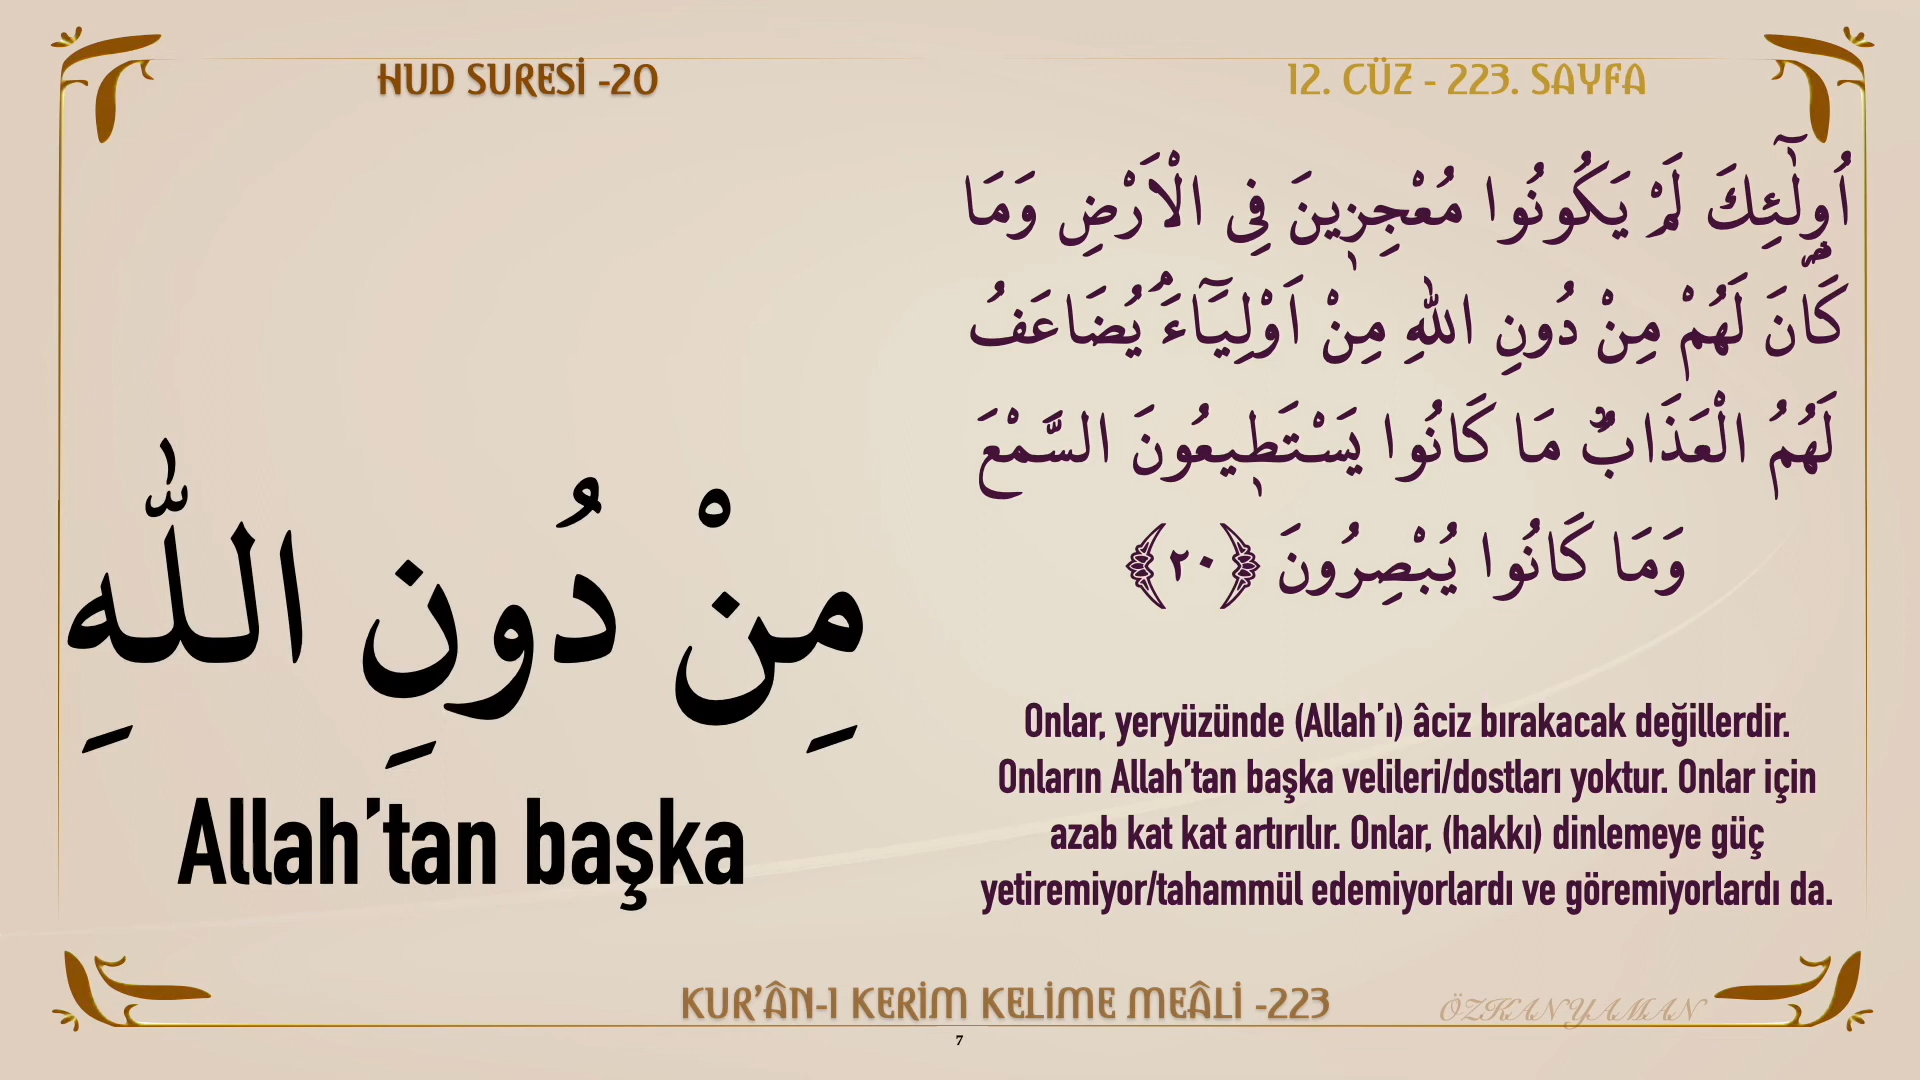 HUD SURESİ -20
12. CÜZ - 223. SAYFA
اُو۬لٰٓئِكَ لَمْ يَكُونُوا مُعْجِز۪ينَ فِى الْاَرْضِ وَمَا
كَانَ لَهُمْ مِنْ دُونِ اللّٰهِ مِنْ اَوْلِيَٓاءَۢ يُضَاعَفُ
لَهُمُ الْعَذَابُۜ مَا كَانُوا يَسْتَط۪يعُونَ السَّمْعَ
وَمَا كَانُوا يُبْصِرُونَ ﴿٢٠﴾
مِنْ دُونِ اللّٰهِ
Allah’tan başka
Onlar, yeryüzünde (Allah’ı) âciz bırakacak değillerdir.
Onların Allah’tan başka velileri/dostları yoktur. Onlar için
azab kat kat artırılır. Onlar, (hakkı) dinlemeye güç
yetiremiyor/tahammül edemiyorlardı ve göremiyorlardı da.
KUR’ÂN-I KERİM KELİME MEÂLİ -223
ÖZKAN YAMAN
7